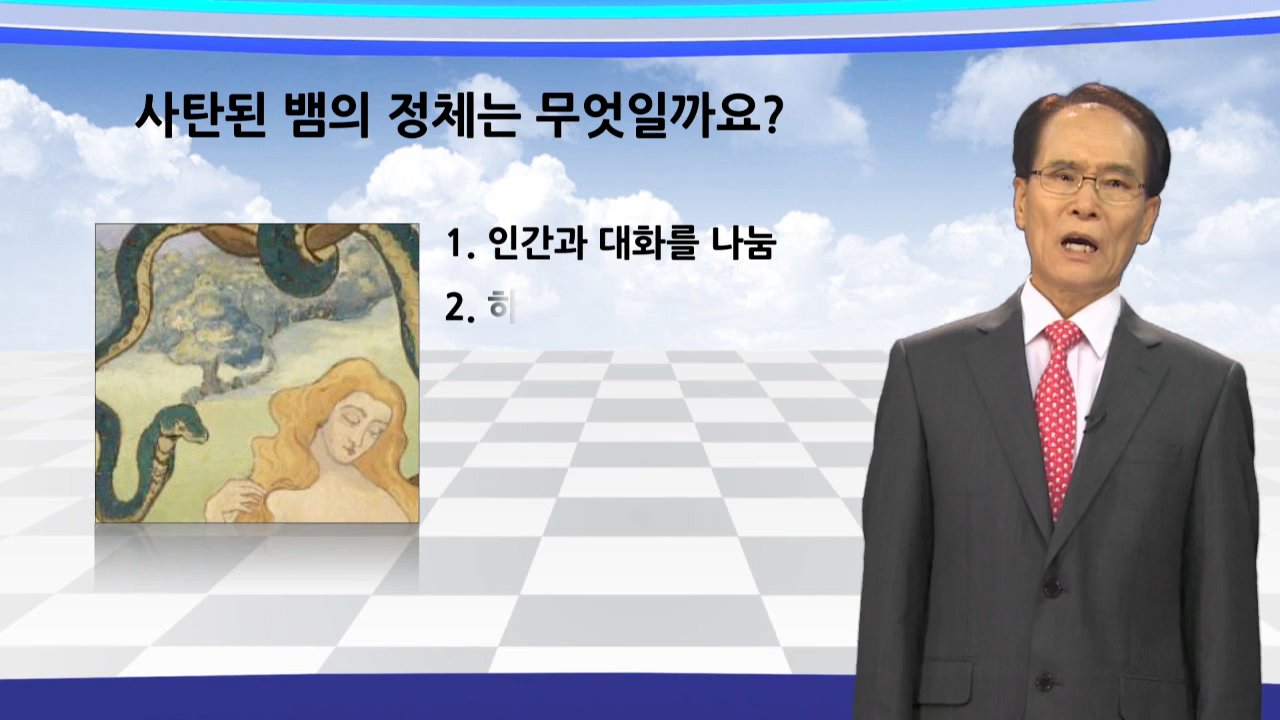 사탄된 뱀의 정체는 무엇일까요?
1. 인간과 대화를 나눔
2. 하